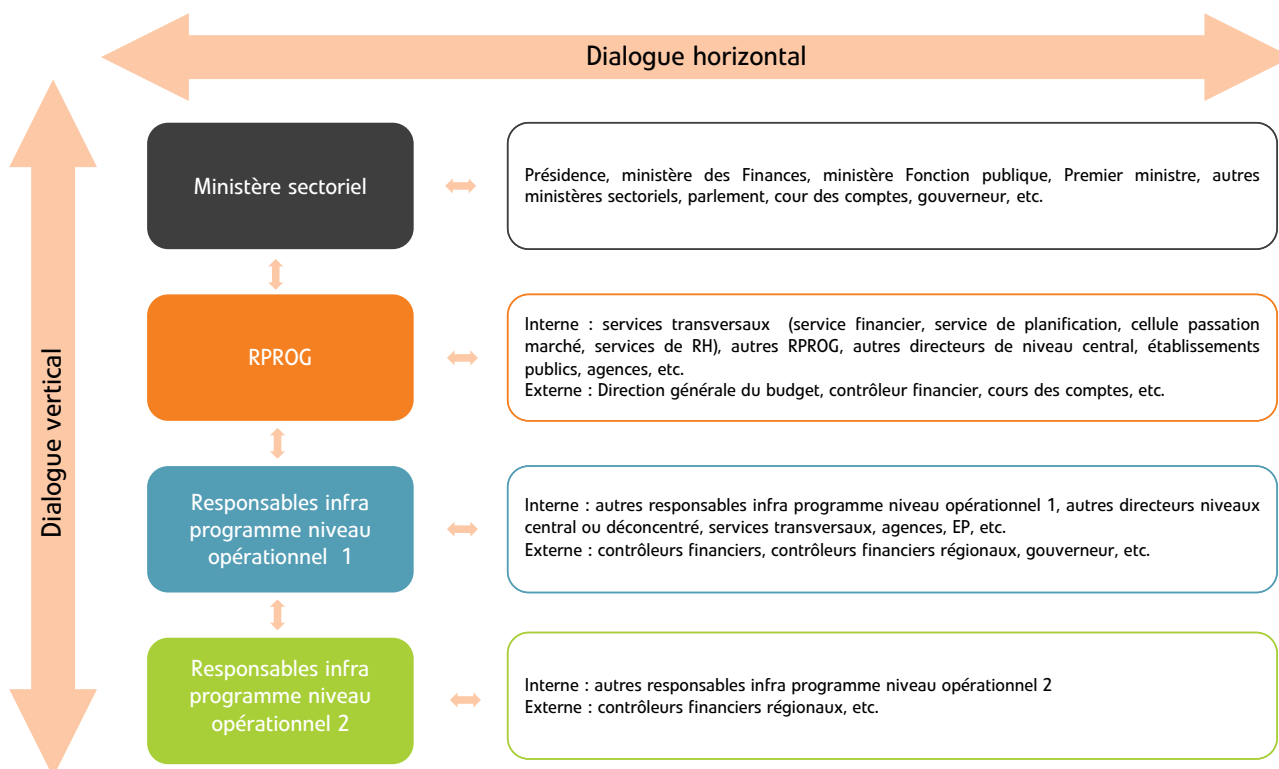 Dialogue horizontal
Dialogue vertical
Ministère sectoriel
Présidence, ministère des Finances, ministère Fonction publique, Premier ministre, autres
ministères sectoriels, parlement, cour des comptes, gouverneur, etc.
RPROG
Interne : services transversaux (service financier, service de planification, cellule passation
marché, services de RH), autres RPROG, autres directeurs de niveau central, établissements
publics, agences, etc.
Externe : Direction générale du budget, contrôleur financier, cours des comptes, etc.
Responsables infra
programme niveau
opérationnel 1
Interne : autres responsables infra programme niveau opérationnel 1, autres directeurs niveaux
central ou déconcentré, services transversaux, agences, EP, etc.
Externe : contrôleurs financiers, contrôleurs financiers régionaux, gouverneur, etc.
Responsables infra
programme niveau
opérationnel 2
Interne : autres responsables infra programme niveau opérationnel 2
Externe : contrôleurs financiers régionaux, etc.